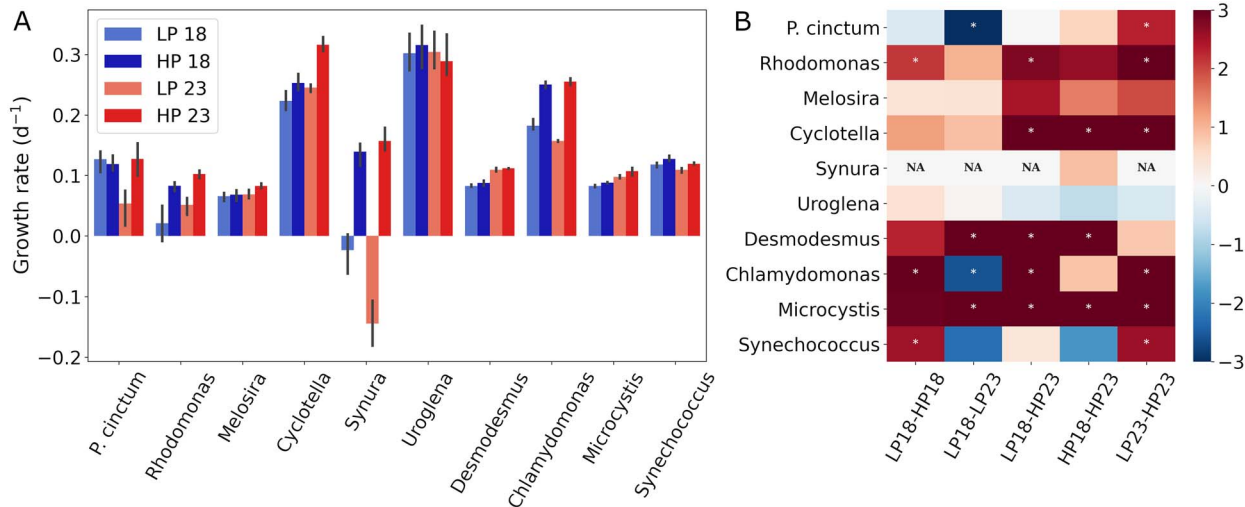 A
LP 18
HP 18
LP 23
HP 23
Growth rate (d⁻¹)
0.3
0.2
0.1
0.0
−0.1
−0.2
P. cinctum
Rhodomonas
Melosira
Cyclotella
Synura
Uroglena
Desmodesmus
Chlamydomonas
Microcystis
Synechococcus
B
P. cinctum * *
Rhodomonas * * *
Melosira
Cyclotella * * *
Synura NA NA NA NA
Uroglena
Desmodesmus * * *
Chlamydomonas * * * *
Microcystis * * * *
Synechococcus * *
LP18-HP18
LP18-LP23
LP18-HP23
HP18-HP23
LP23-HP23
3
2
1
0
−1
−2
−3